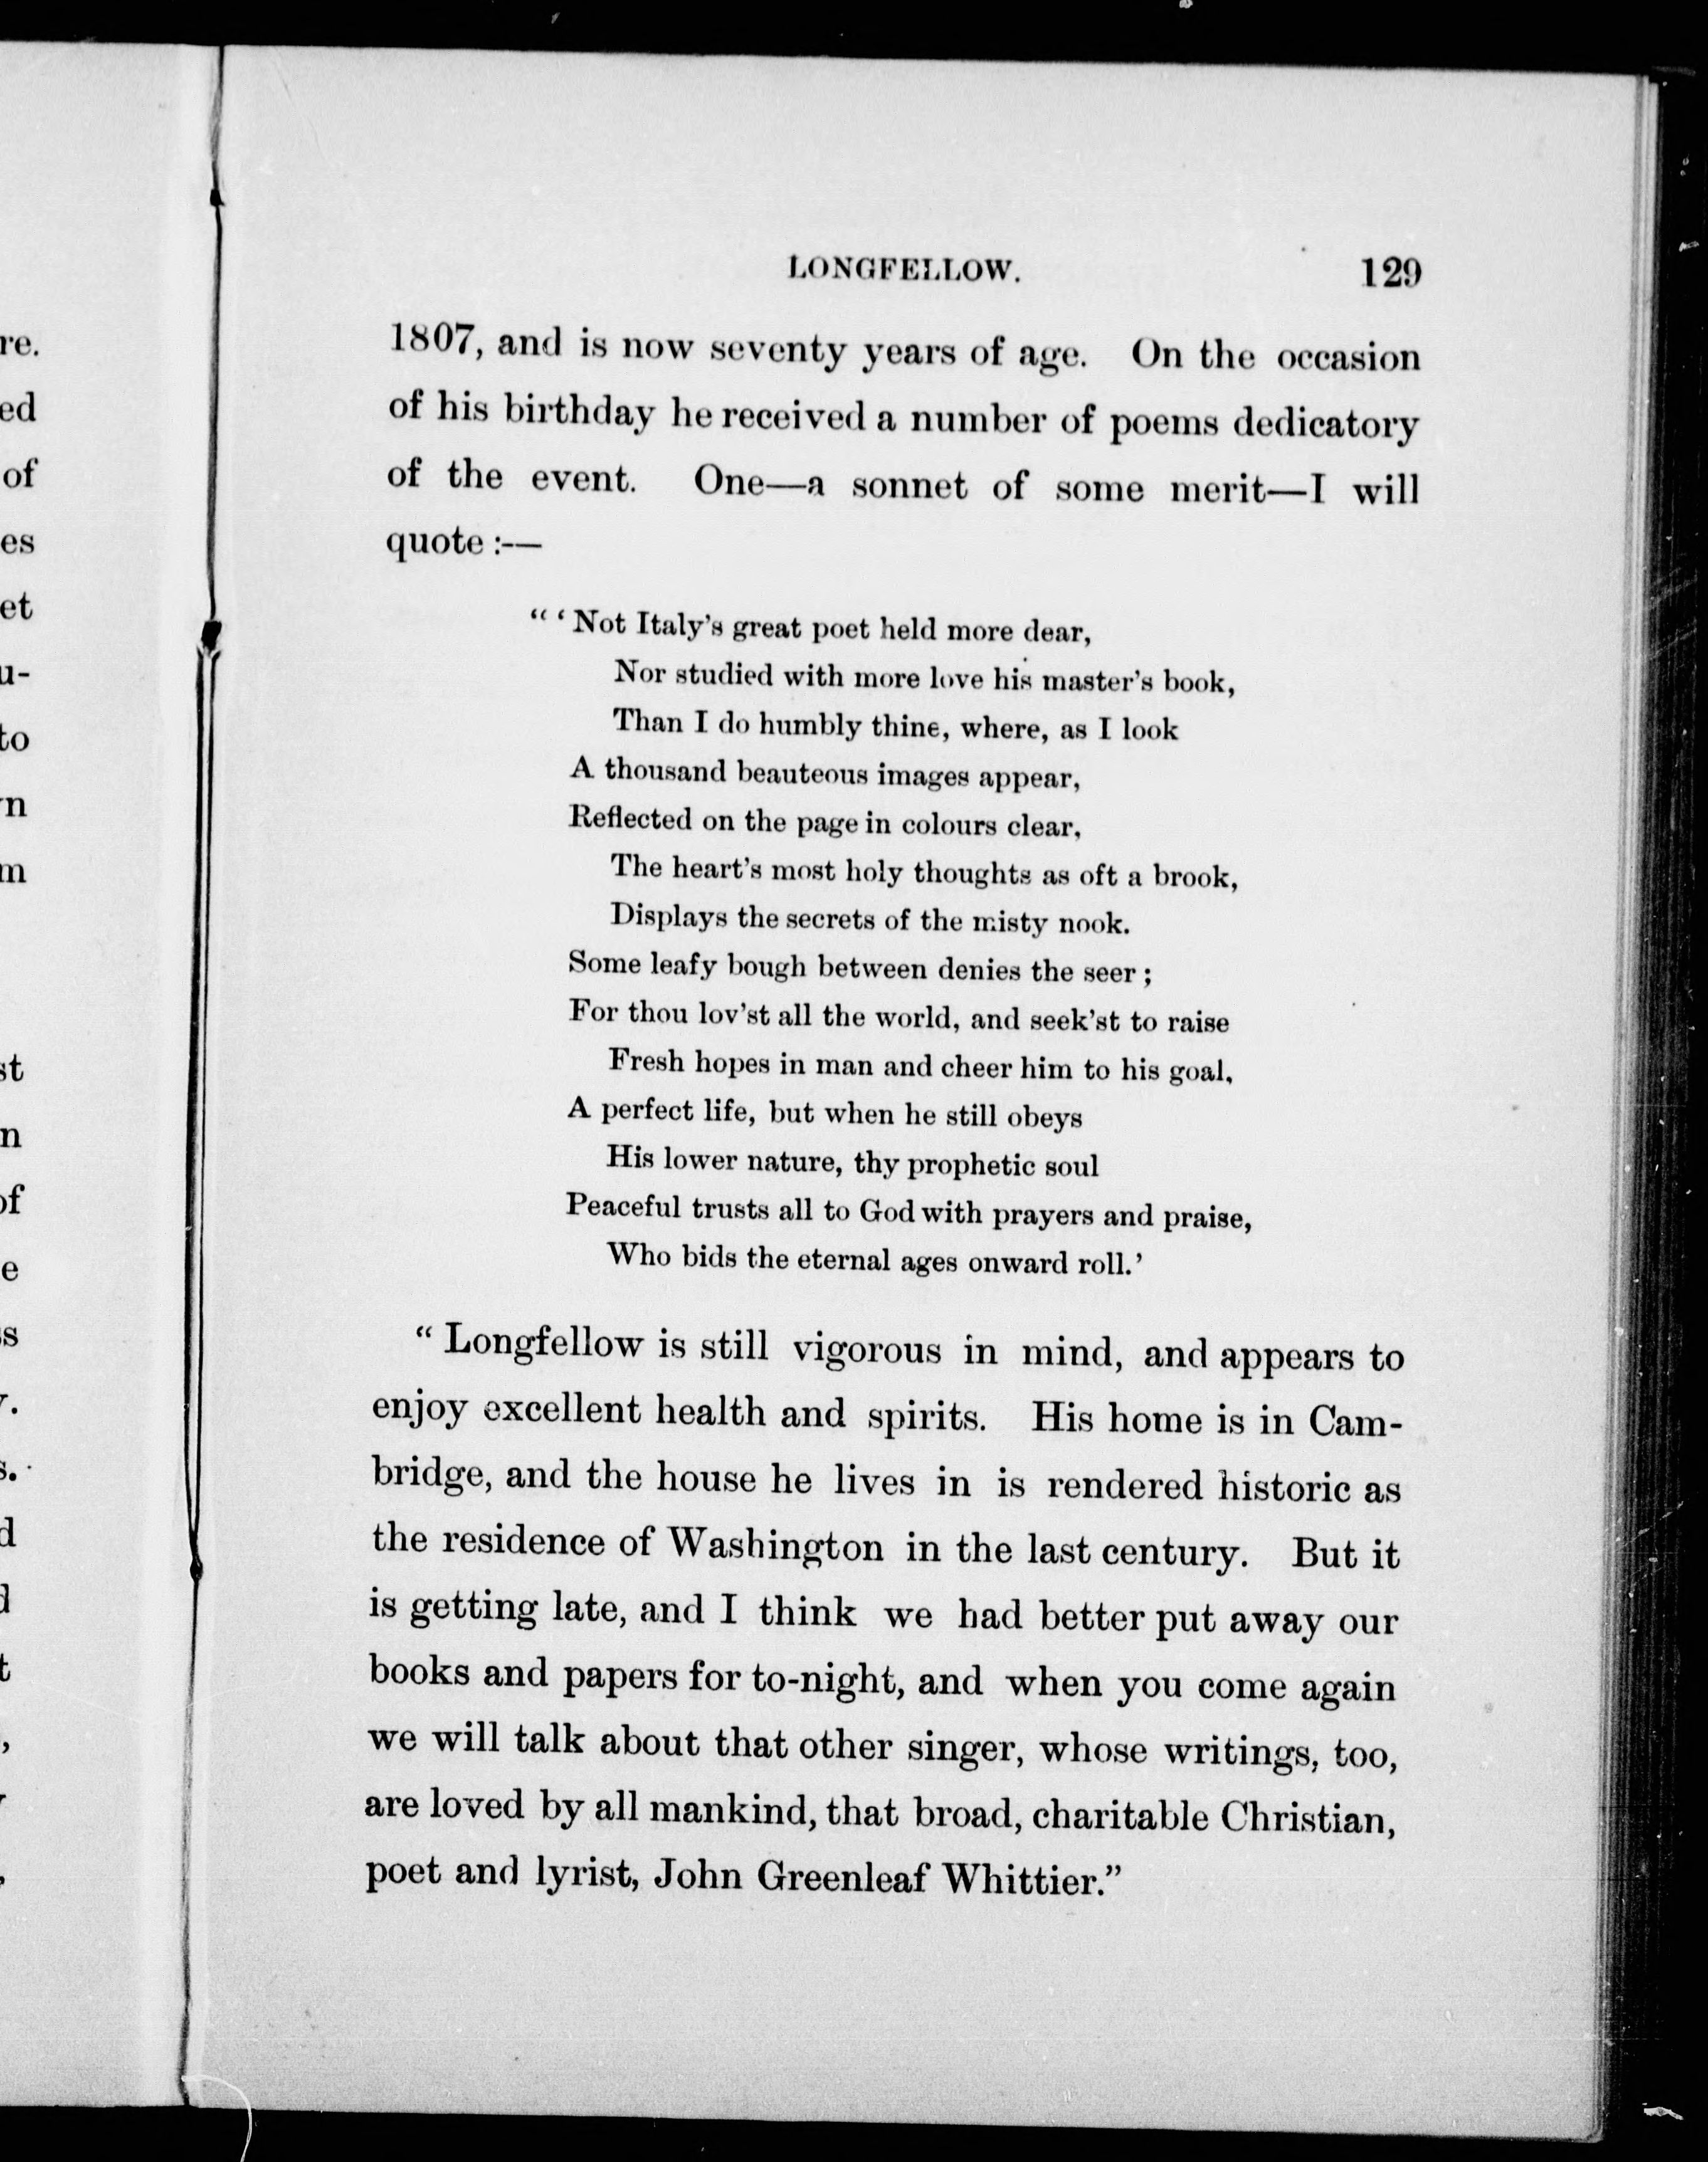 LONGFELLOW. 129
1807, and is now seventy years of age. On the occasion
of his birthday he received a number of poems dedicatory
of the event. One—a sonnet of some merit—I will
quote :—
" ' Not Italy's great poet held more dear,
Nor studied with more love his master's book,
Than I do humbly thine, where, as I look
A thousand beauteous images appear,
Reflected on the page in colours clear,
The heart's most holy thoughts as oft a brook,
Displays the secrets of the misty nook.
Some leafy bough between denies the seer ;
For thou lov'st all the world, and seek'st to raise
Fresh hopes in man and cheer him to his goal,
A perfect life, but when he still obeys
His lower nature, thy prophetic soul
Peaceful trusts all to God with prayers and praise,
Who bids the eternal ages onward roll.'
" Longfellow is still vigorous in mind, and appears to
enjoy excellent health and spirits. His home is in Cam-
bridge, and the house he lives in is rendered historic as
the residence of Washington in the last century. But it
is getting late, and I think we had better put away our
books and papers for to-night, and when you come again
we will talk about that other singer, whose writings, too,
are loved by all mankind, that broad, charitable Christian,
poet and lyrist, John Greenleaf Whittier."